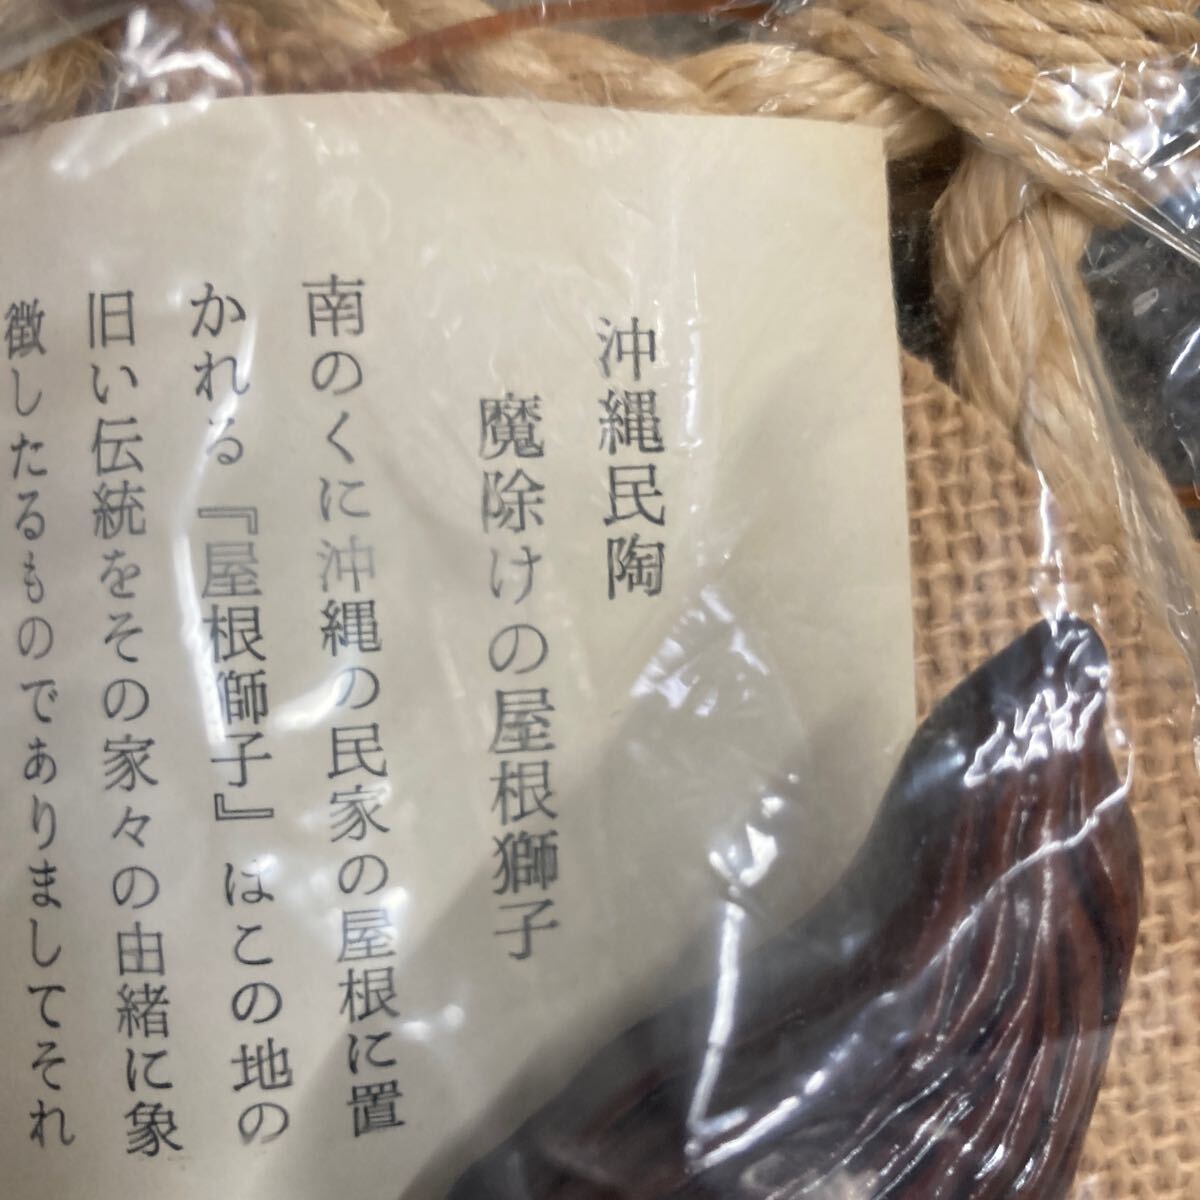 沖縄民陶
魔除けの屋根獅子
南のくに沖縄の民家の屋根に置
かれる『屋根獅子』はこの地の
旧い伝統をその家々の由緒に象
徴したるものでありましてそれ